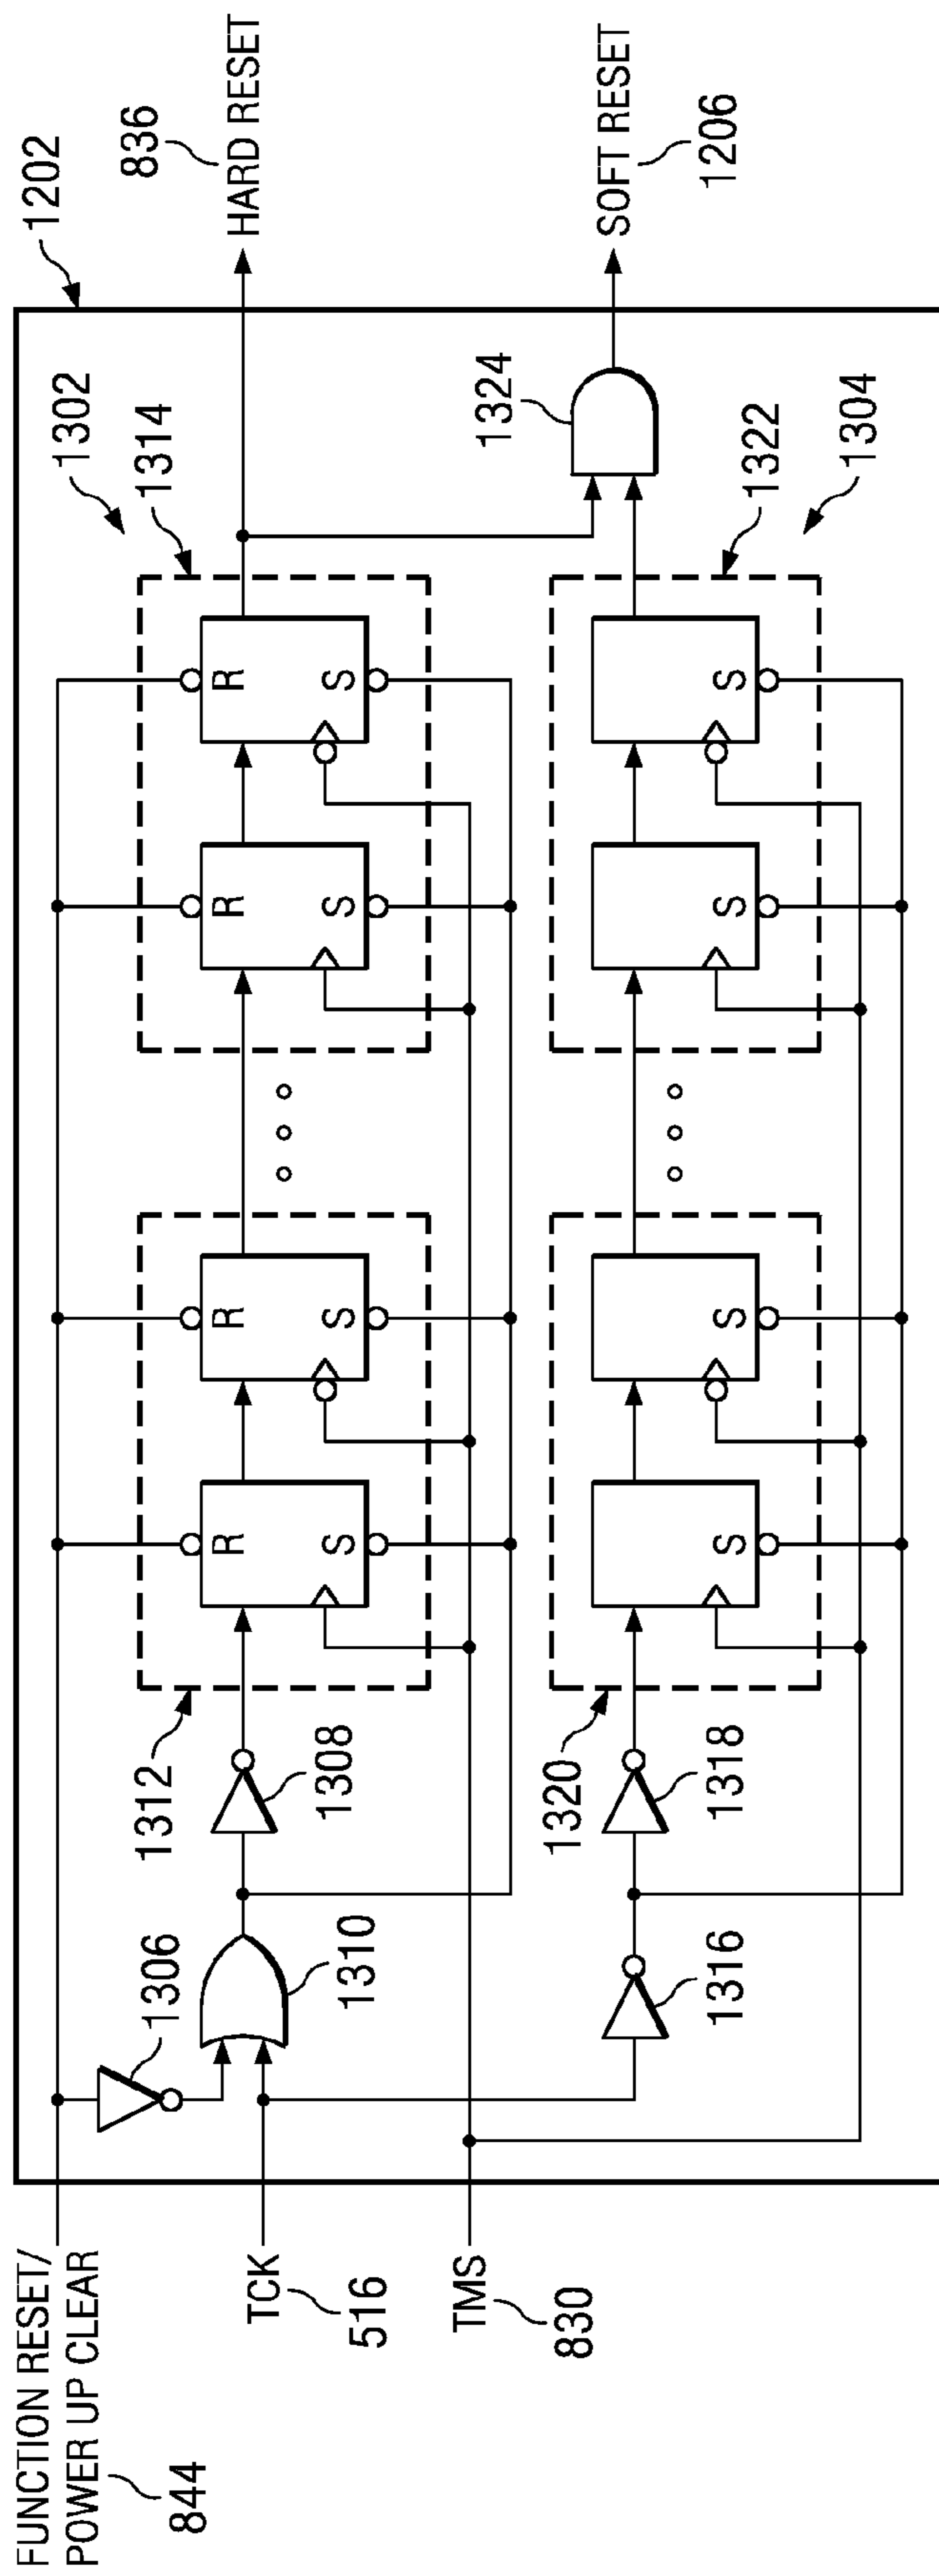 FUNCTION RESET/
POWER UP CLEAR
844
TCK
516
TMS
830
1306
1310
1316
1312
1308
1320
1318
R
S
R
S
R
S
R
S
S
S
S
S
1302
1314
1324
1322
1304
1202
836
HARD RESET
SOFT RESET
1206